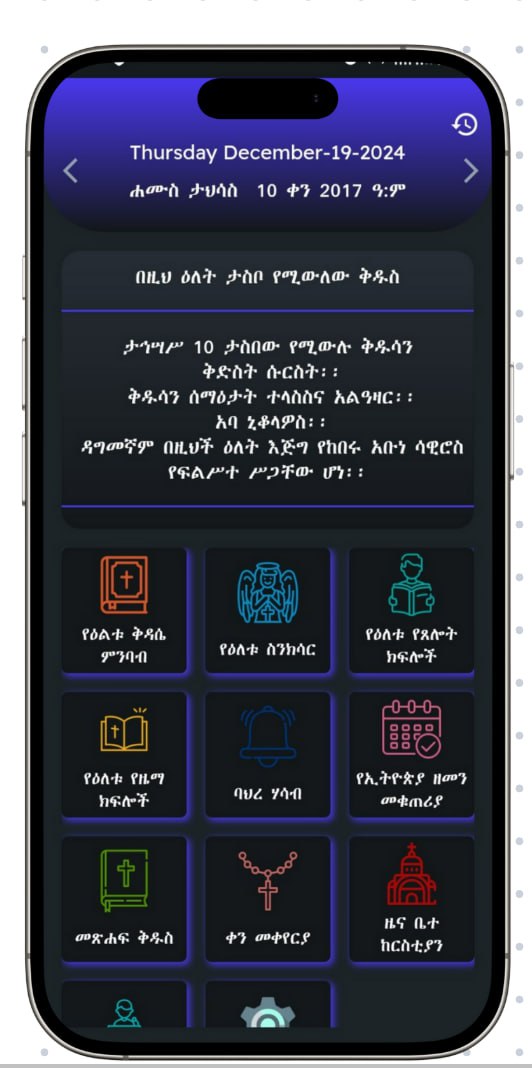 Thursday December-19-2024
ሐሙስ ታህሳስ 10 ቀን 2017 ዓ:ም
በዚህ ዕለት ታስቦ የሚውለው ቅዱስ
ታኅሣሥ 10 ታስበው የሚውሉ ቅዱሳን
ቅድስት ሱርስት፡፡
ቅዱሳን ሰማዕታት ተላስስና አልዓዛር፡፡
አባ ኒቆላዎስ፡፡
ዳግመኛም በዚህች ዕለት እጅግ የከበሩ አቡነ ሳዊሮስ
የፍልሥተ ሥጋቸው ሆነ፡፡
የዕልቱ ቅዳሴ
ምንባብ
የዕለቱ ስንክሳር
የዕለቱ የጸሎት
ክፍሎች
የዕለቱ የዜማ
ክፍሎች
ባህረ ሃሳብ
የኢትዮጵያ ዘመን
መቁጠሪያ
መጽሐፍ ቅዱስ
ቀን መቀየርያ
ዜና ቤተ
ክርስቲያን